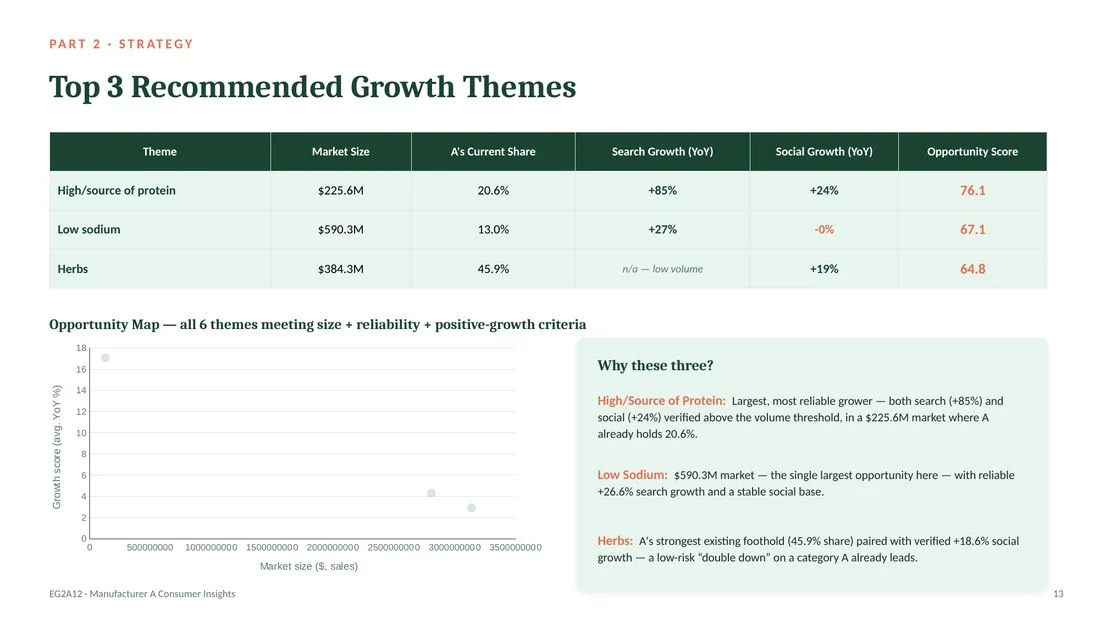 PART 2 · STRATEGY
Top 3 Recommended Growth Themes
Theme Market Size A's Current Share Search Growth (YoY) Social Growth (YoY) Opportunity Score
High/source of protein $225.6M 20.6% +85% +24% 76.1
Low sodium $590.3M 13.0% +27% -0% 67.1
Herbs $384.3M 45.9% n/a — low volume +19% 64.8
Opportunity Map — all 6 themes meeting size + reliability + positive-growth criteria
18
16
14
12
10
8
6
4
2
0
Growth score (avg. YoY %)
0 500000000 1000000000 1500000000 2000000000 2500000000 3000000000 3500000000
Market size ($, sales)
Why these three?
High/Source of Protein: Largest, most reliable grower — both search (+85%) and
social (+24%) verified above the volume threshold, in a $225.6M market where A
already holds 20.6%.
Low Sodium: $590.3M market — the single largest opportunity here — with reliable
+26.6% search growth and a stable social base.
Herbs: A's strongest existing foothold (45.9% share) paired with verified +18.6% social
growth — a low-risk “double down” on a category A already leads.
EG2A12 · Manufacturer A Consumer Insights
13